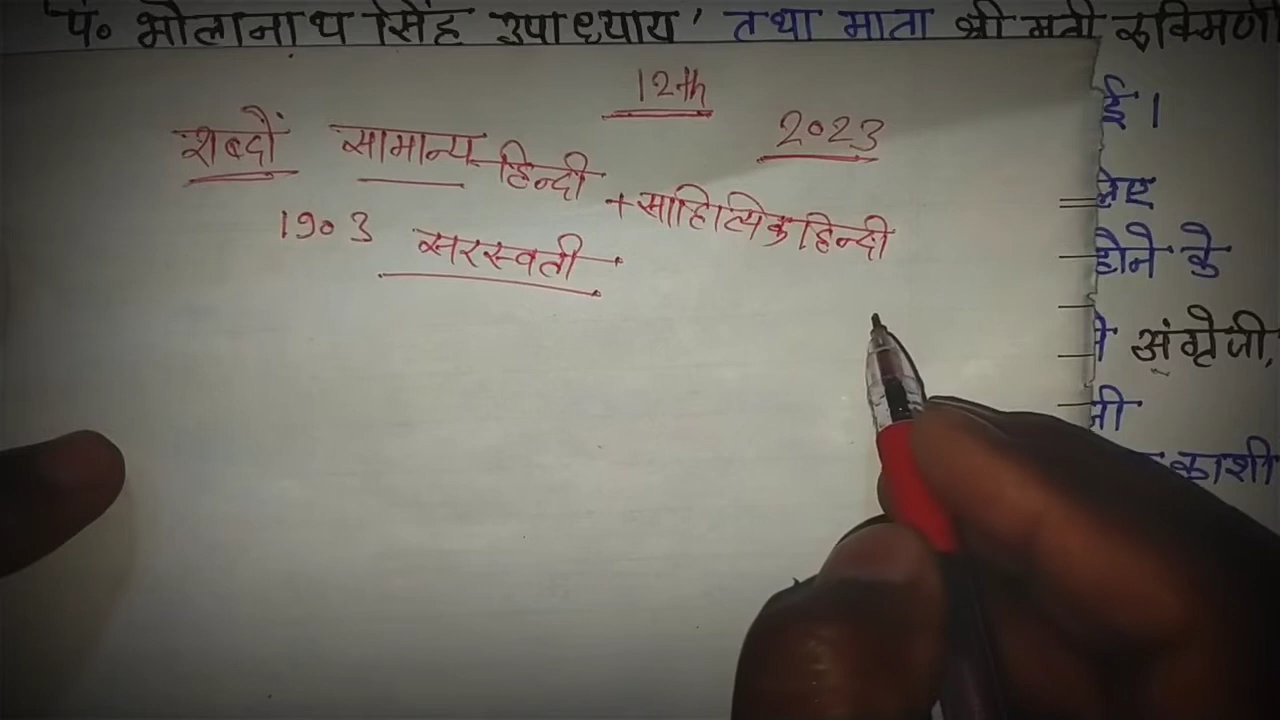 पं० भोलानाथ सिंह उपाध्याय' तथा माता श्री मती रुक्मिणी
12th
2023
शब्दों सामान्य हिन्दी + साहित्यिक हिन्दी
1903 सरस्वती
है।
होने के
ने अंग्रेजी,
काशी